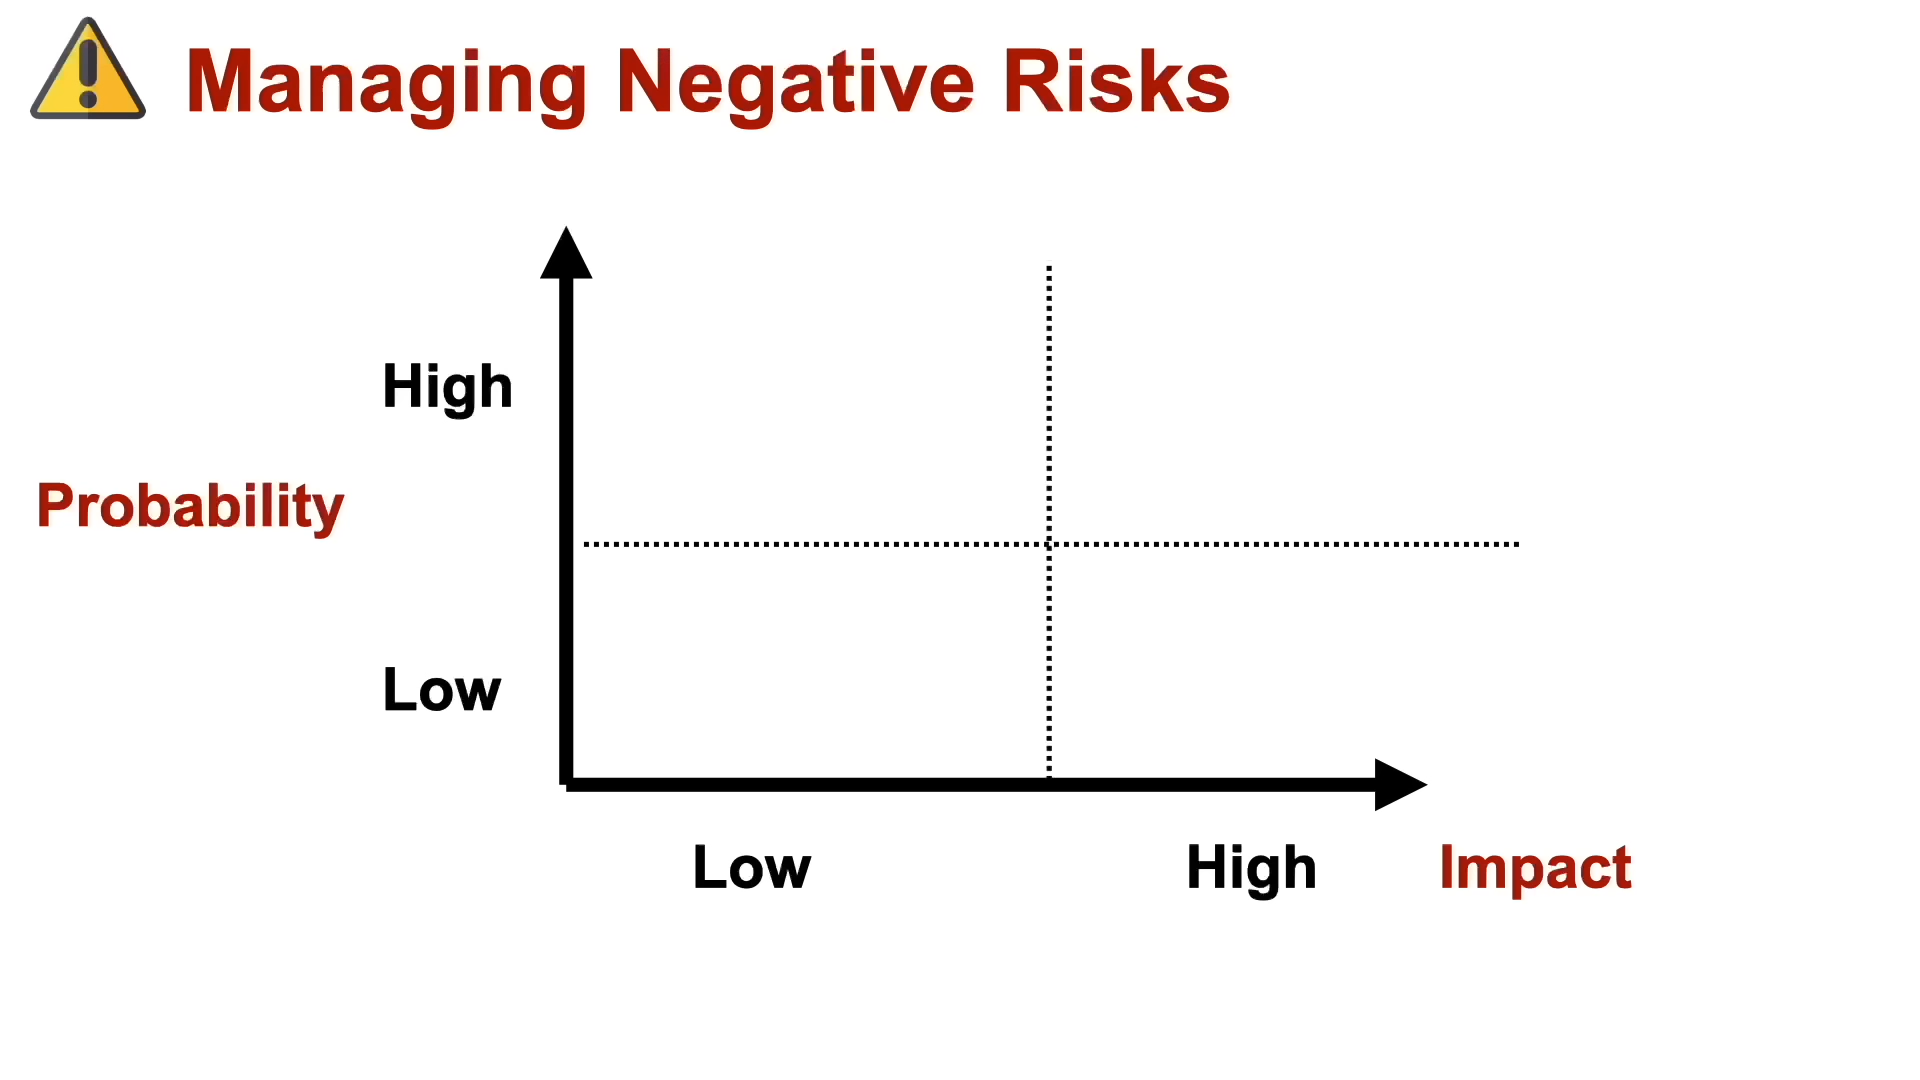 Managing Negative Risks
High
Probability
Low
Low High Impact